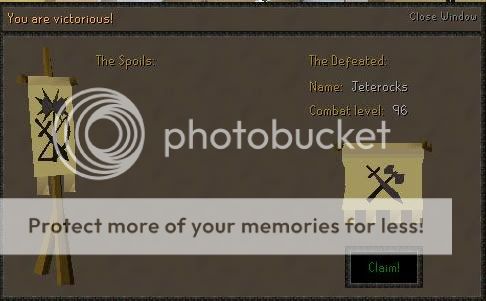 You are victorious!
Close Window
The Spoils:
The Defeated:
Name: Jeterocks
Combat level: 96
photobucket
Protect more of your memories for less!
Claim!